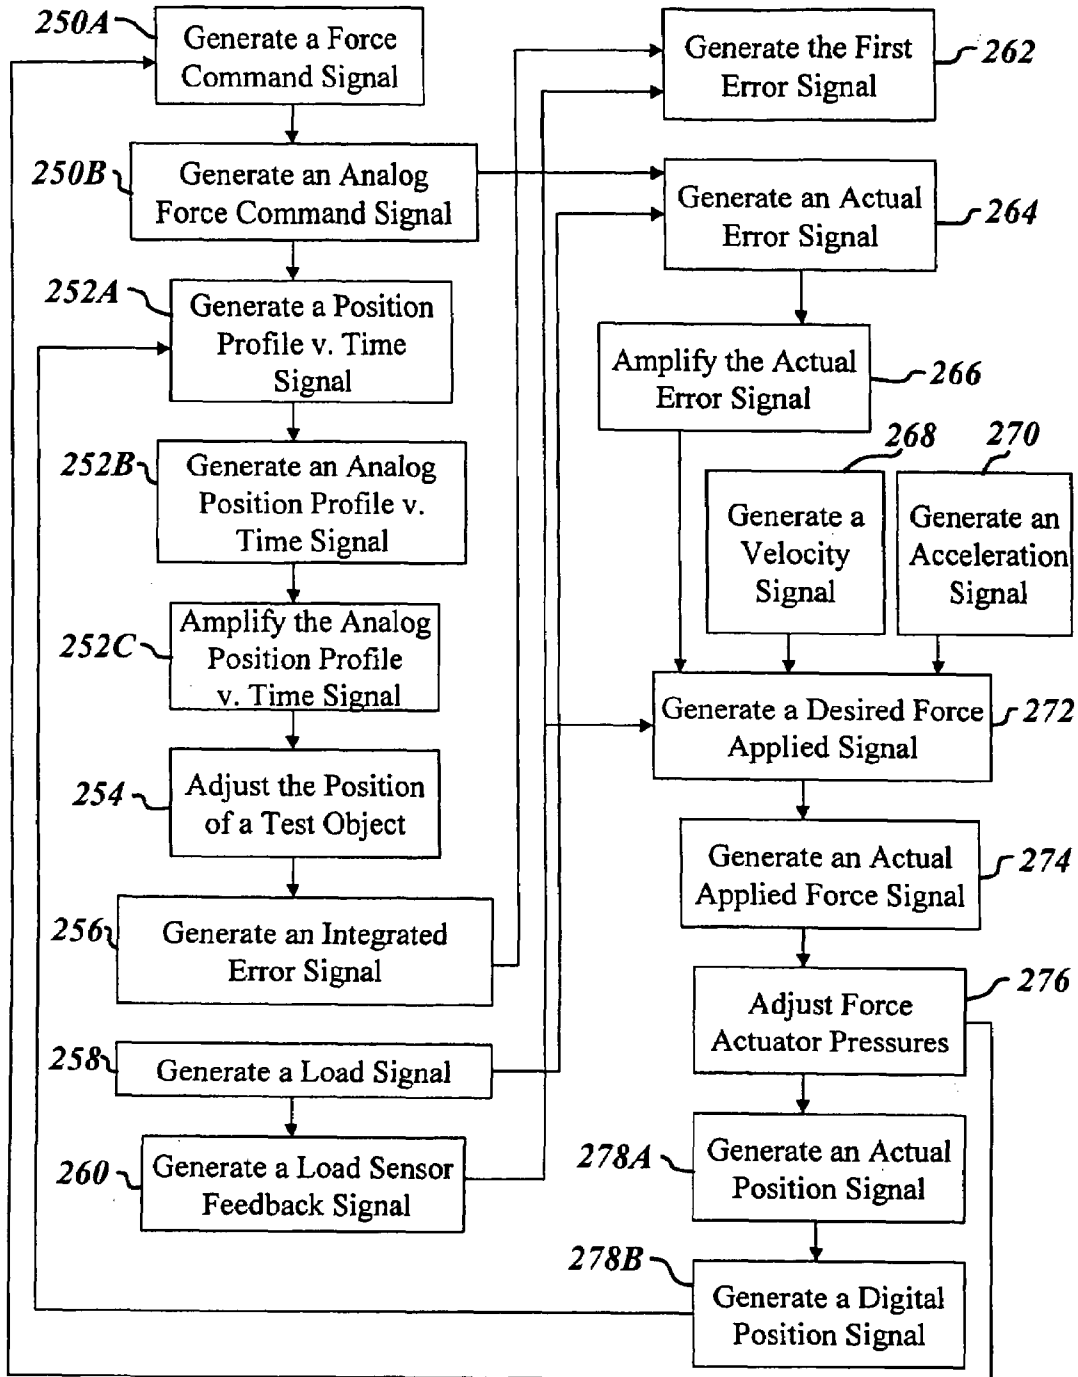 250A
Generate a Force
Command Signal
250B
Generate an Analog
Force Command Signal
252A
Generate a Position
Profile v. Time
Signal
252B
Generate an Analog
Position Profile v.
Time Signal
252C
Amplify the Analog
Position Profile
v. Time Signal
254
Adjust the Position
of a Test Object
256
Generate an Integrated
Error Signal
258
Generate a Load Signal
260
Generate a Load Sensor
Feedback Signal
Generate the First
Error Signal
262
Generate an Actual
Error Signal
264
Amplify the Actual
Error Signal
266
268
Generate a
Velocity
Signal
270
Generate an
Acceleration
Signal
Generate a Desired Force
Applied Signal
272
Generate an Actual
Applied Force Signal
274
Adjust Force
Actuator Pressures
276
278A
Generate an Actual
Position Signal
278B
Generate a Digital
Position Signal